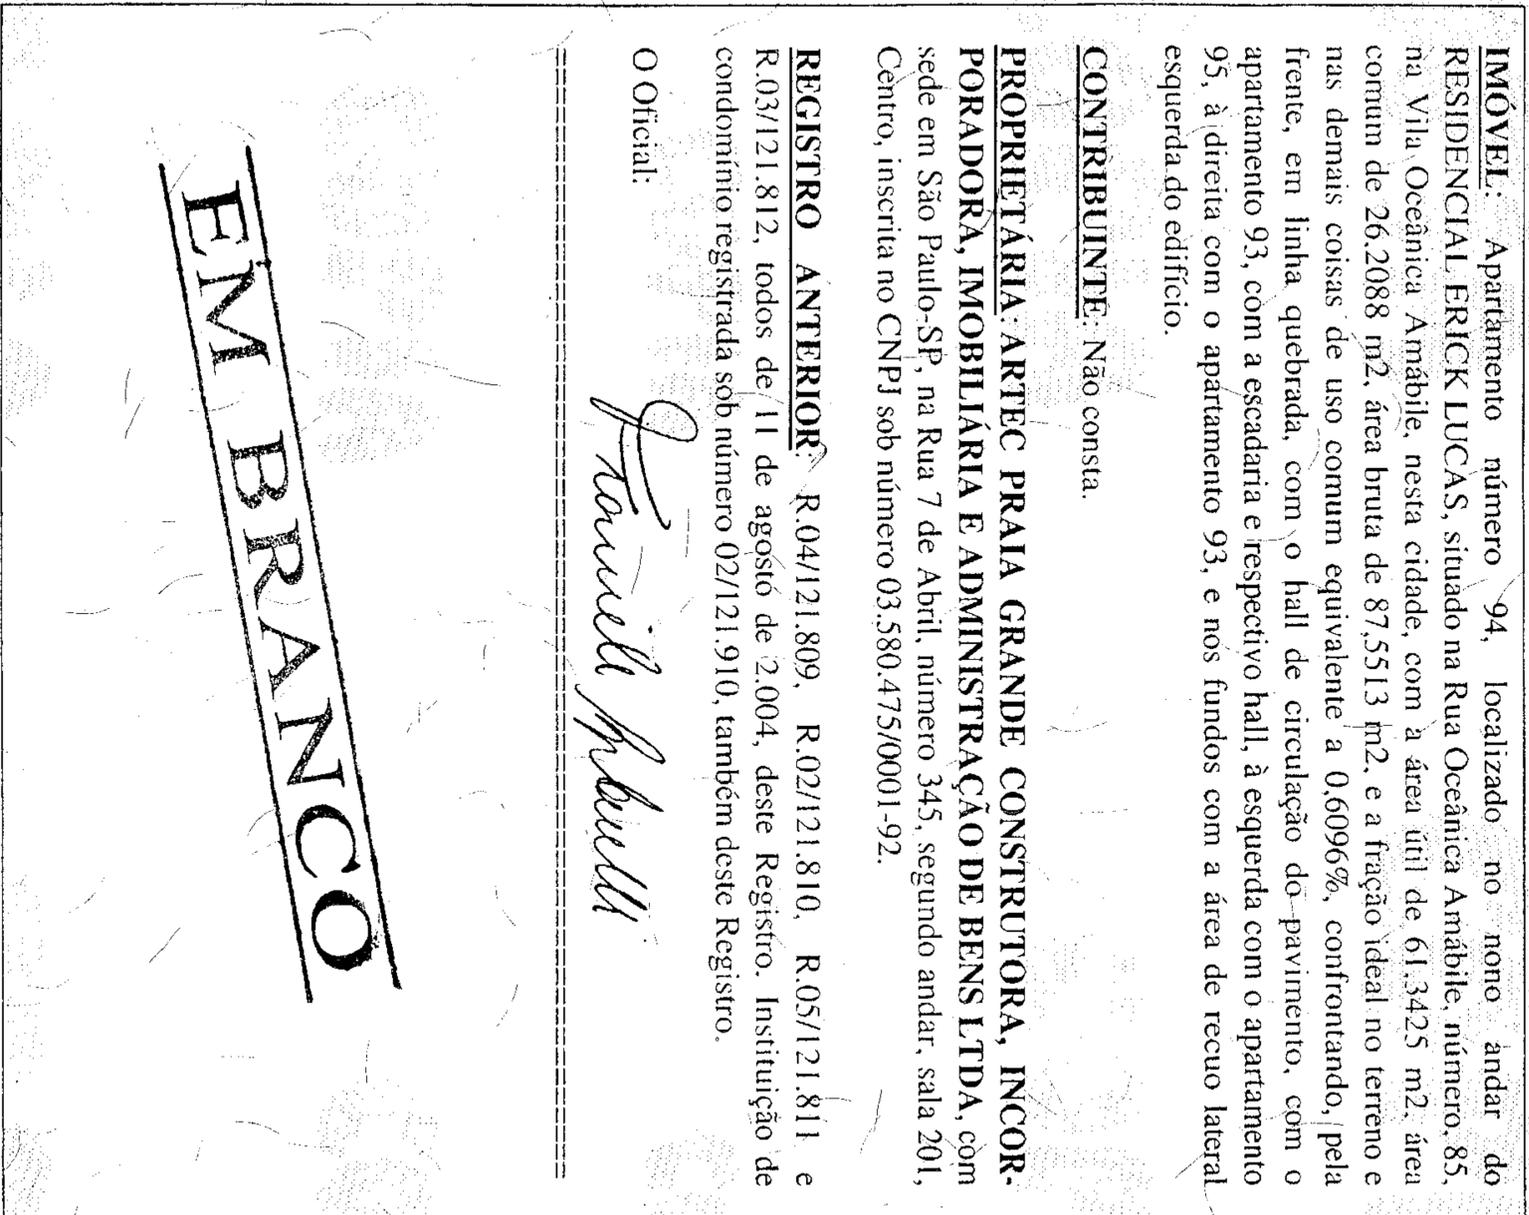 IMÓVEL: Apartamento número 94, localizado no nono andar do
RESIDENCIAL ERICK LUCAS, situado na Rua Oceânica Amábile, número 85,
na Vila Oceânica Amábile, nesta cidade, com a área útil de 61,3425 m2, área
comum de 26.2088 m2, área bruta de 87,5513 m2, e a fração ideal no terreno e
nas demais coisas de uso comum equivalente a 0,6096%, confrontando, pela
frente, em linha quebrada, com o hall de circulação do pavimento, com o
apartamento 93, com a escadaria e respectivo hall, à esquerda com o apartamento
95, à direita com o apartamento 93, e nos fundos com a área de recuo lateral
esquerda do edifício.
CONTRIBUINTE: Não consta.
PROPRIETÁRIA: ARTEC PRAIA GRANDE CONSTRUTORA, INCOR-
PORADORA, IMOBILIÁRIA E ADMINISTRAÇÃO DE BENS LTDA, com
sede em São Paulo-SP, na Rua 7 de Abril, número 345, segundo andar, sala 201,
Centro, inscrita no CNPJ sob número 03.580.475/0001-92.
REGISTRO ANTERIOR: R.04/121.809, R.02/121.810, R.05/121.811 e
R.03/121.812, todos de 11 de agosto de 2.004, deste Registro. Instituição de
condomínio registrada sob número 02/121.910, também deste Registro.
O Oficial:
EM BRANCO